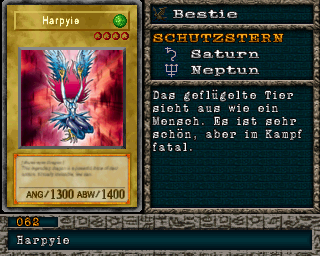 Harpyie
ANG/1300 ABW/1400
Bestie
SCHUTZSTERN
Saturn
Neptun
Das geflügelte Tier
sieht aus wie ein
Mensch. Es ist sehr
schön, aber im Kampf
fatal.
062
Harpyie